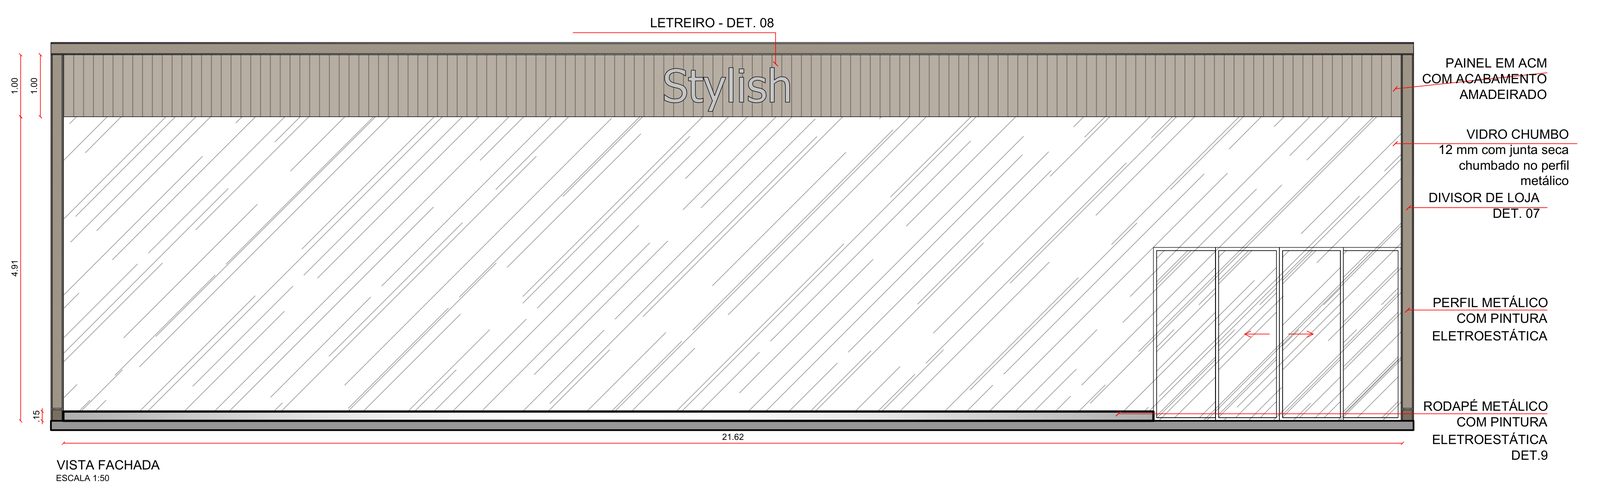 LETREIRO - DET. 08
Stylish
1.00
1.00
4.91
.15
21.62
PAINEL EM ACM
COM ACABAMENTO
AMADEIRADO
VIDRO CHUMBO
12 mm com junta seca
chumbado no perfil
metálico
DIVISOR DE LOJA
DET. 07
PERFIL METÁLICO
COM PINTURA
ELETROESTÁTICA
RODAPÉ METÁLICO
COM PINTURA
ELETROESTÁTICA
DET.9
VISTA FACHADA
ESCALA 1:50